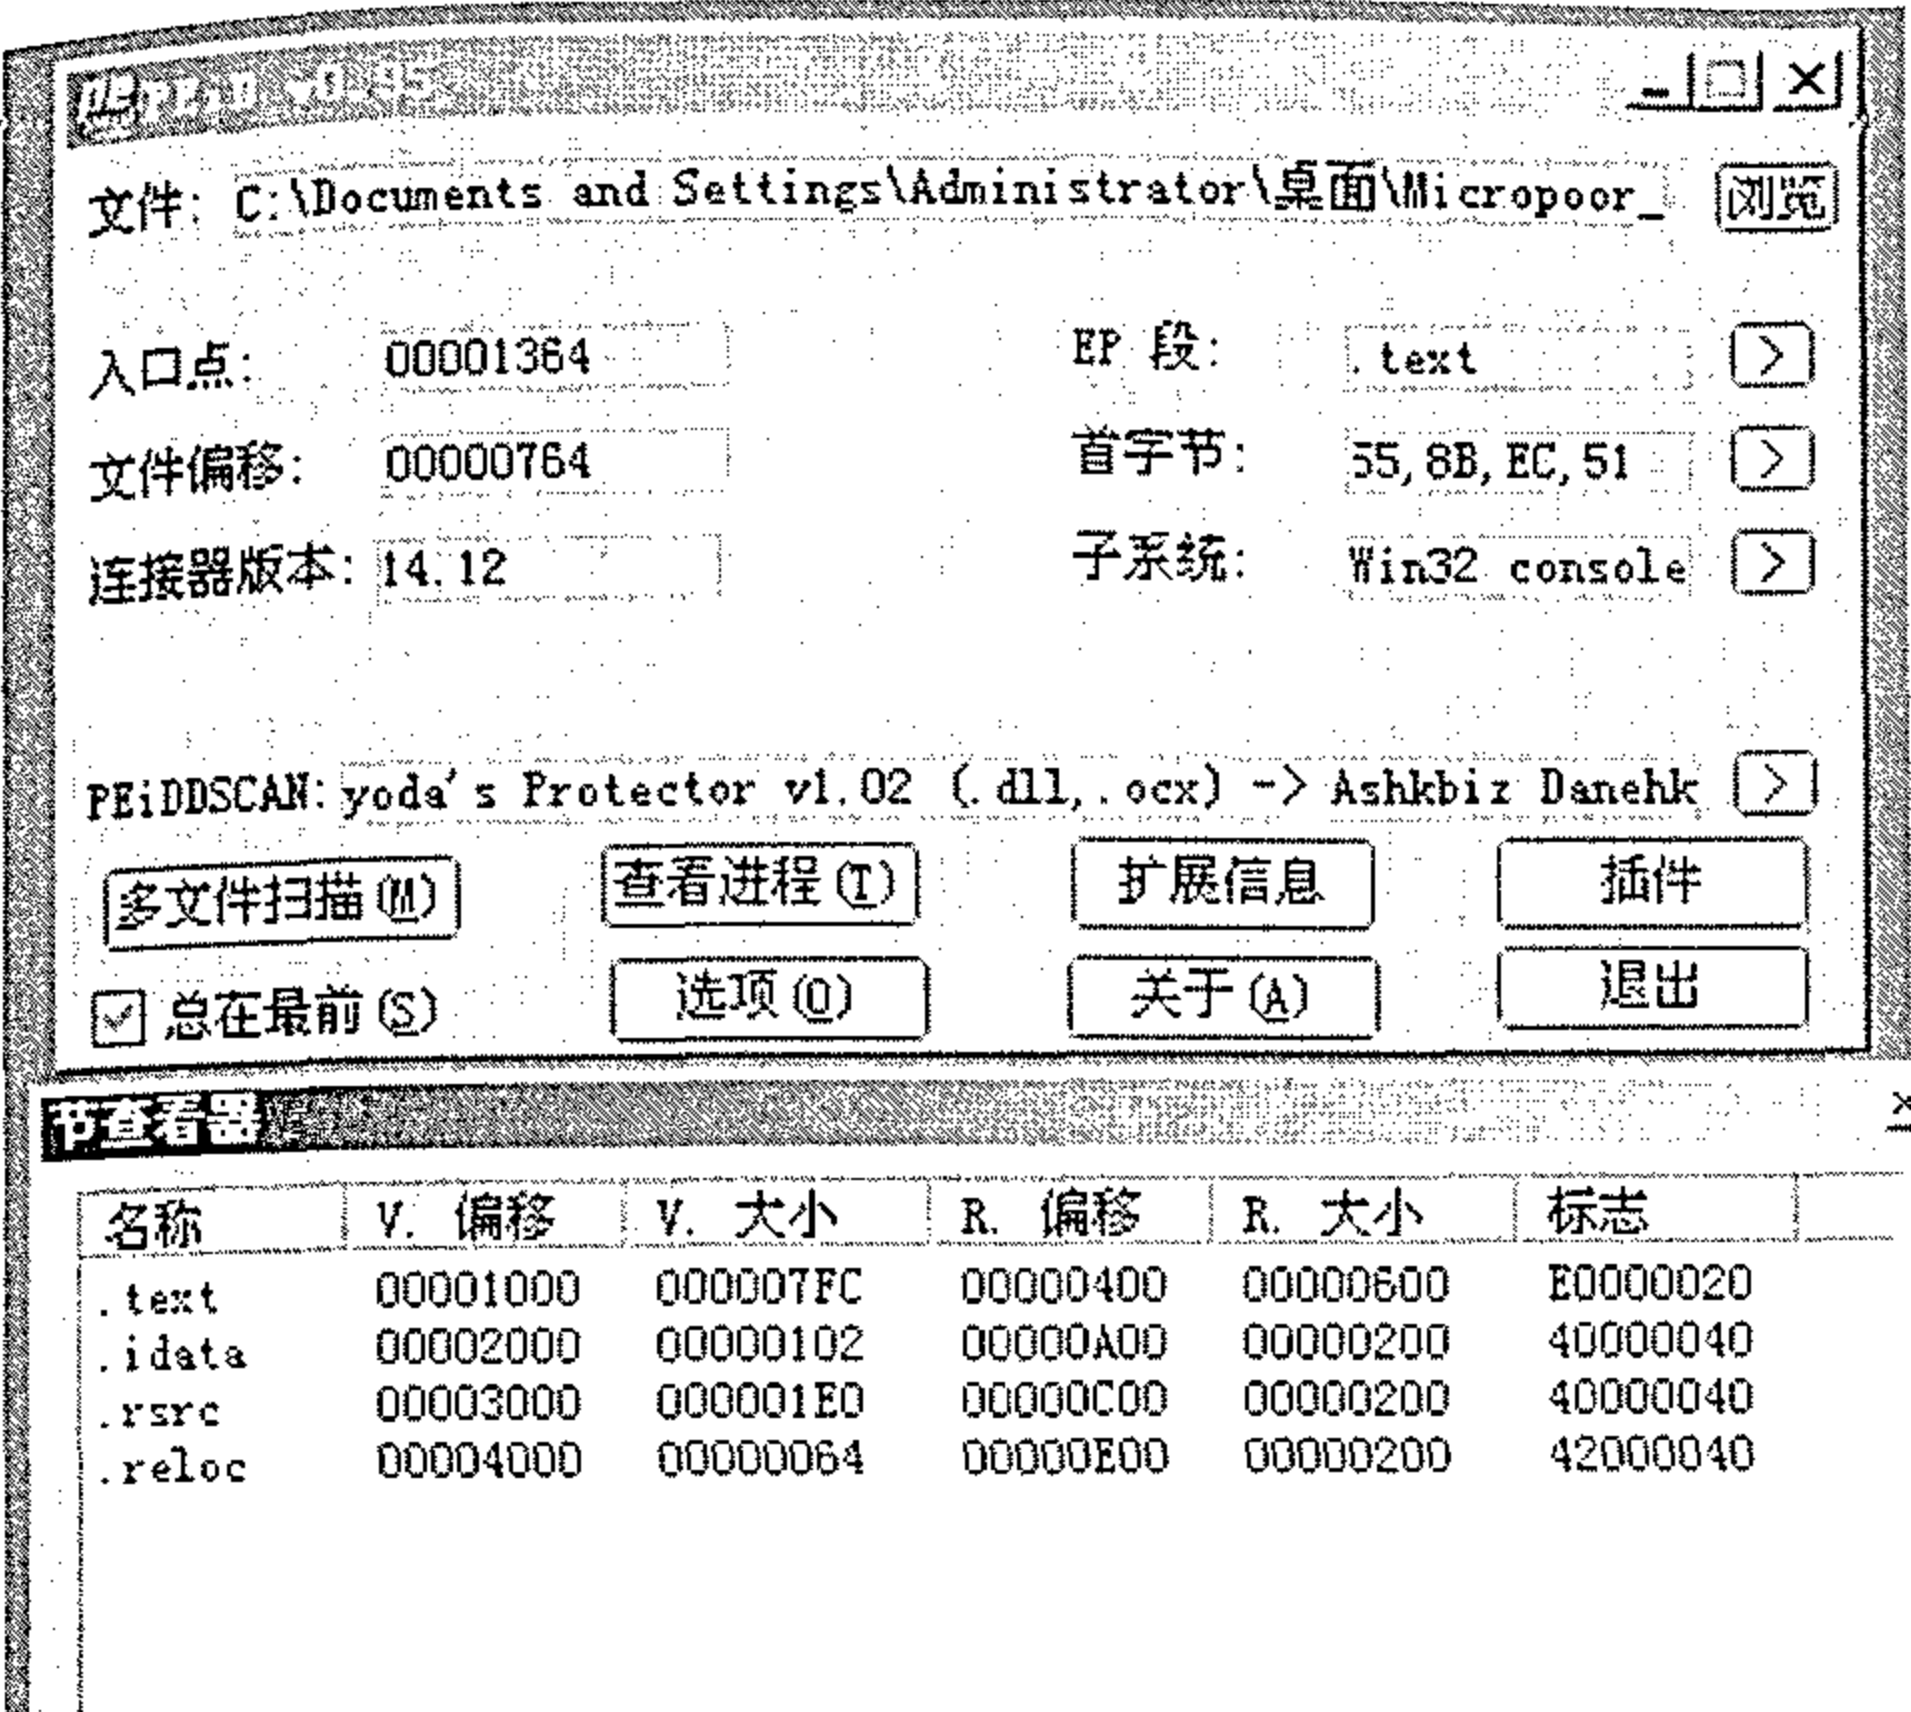 PEiD v0.95
文件: C:\Documents and Settings\Administrator\桌面\Micropoor_ 浏览
入口点: 00001364 EP 段: .text >
文件偏移: 00000764 首字节: 55,8B,EC,51 >
连接器版本: 14.12 子系统: Win32 console >
PEiDDSCAN: yoda's Protector v1.02 (.dll,.ocx) -> Ashkbiz Danehk >
多文件扫描(M) 查看进程(T) 扩展信息 插件
总在最前(S) 选项(O) 关于(A) 退出
节查看器
名称 V. 偏移 V. 大小 R. 偏移 R. 大小 标志
.text 00001000 000007FC 00000400 00000600 E0000020
.idata 00002000 00000102 00000A00 00000200 40000040
.rsrc 00003000 000001E0 00000C00 00000200 40000040
.reloc 00004000 00000064 00000E00 00000200 42000040